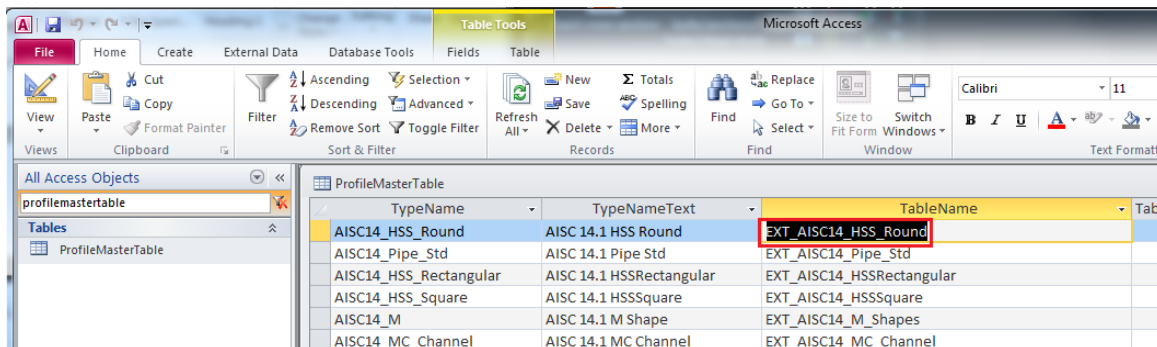 Table Tools Microsoft Access
File Home Create External Data Database Tools Fields Table
Cut Ascending Selection New Totals Replace Calibri 11
Copy Descending Advanced Save Spelling Go To
View Paste Format Painter Filter Remove Sort Toggle Filter Refresh All Delete More Find Select Size to Fit Form Switch Windows B I U A
Views Clipboard Sort & Filter Records Find Window Text Formatt
All Access Objects ProfileMasterTable
profilemastertable TypeName TypeNameText TableName Tab
Tables AISC14_HSS_Round AISC 14.1 HSS Round EXT_AISC14_HSS_Round
ProfileMasterTable AISC14_Pipe_Std AISC 14.1 Pipe Std EXT_AISC14_Pipe_Std
AISC14_HSS_Rectangular AISC 14.1 HSSRectangular EXT_AISC14_HSSRectangular
AISC14_HSS_Square AISC 14.1 HSSSquare EXT_AISC14_HSSSquare
AISC14_M AISC 14.1 M Shape EXT_AISC14_M_Shapes
AISC14_MC_Channel AISC 14.1 MC Channel EXT_AISC14_MC_Channel